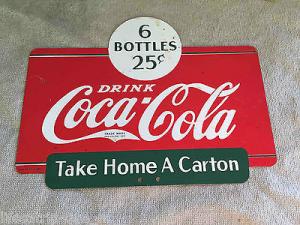 6
BOTTLES
25¢
DRINK
Coca-Cola
Take Home A Carton